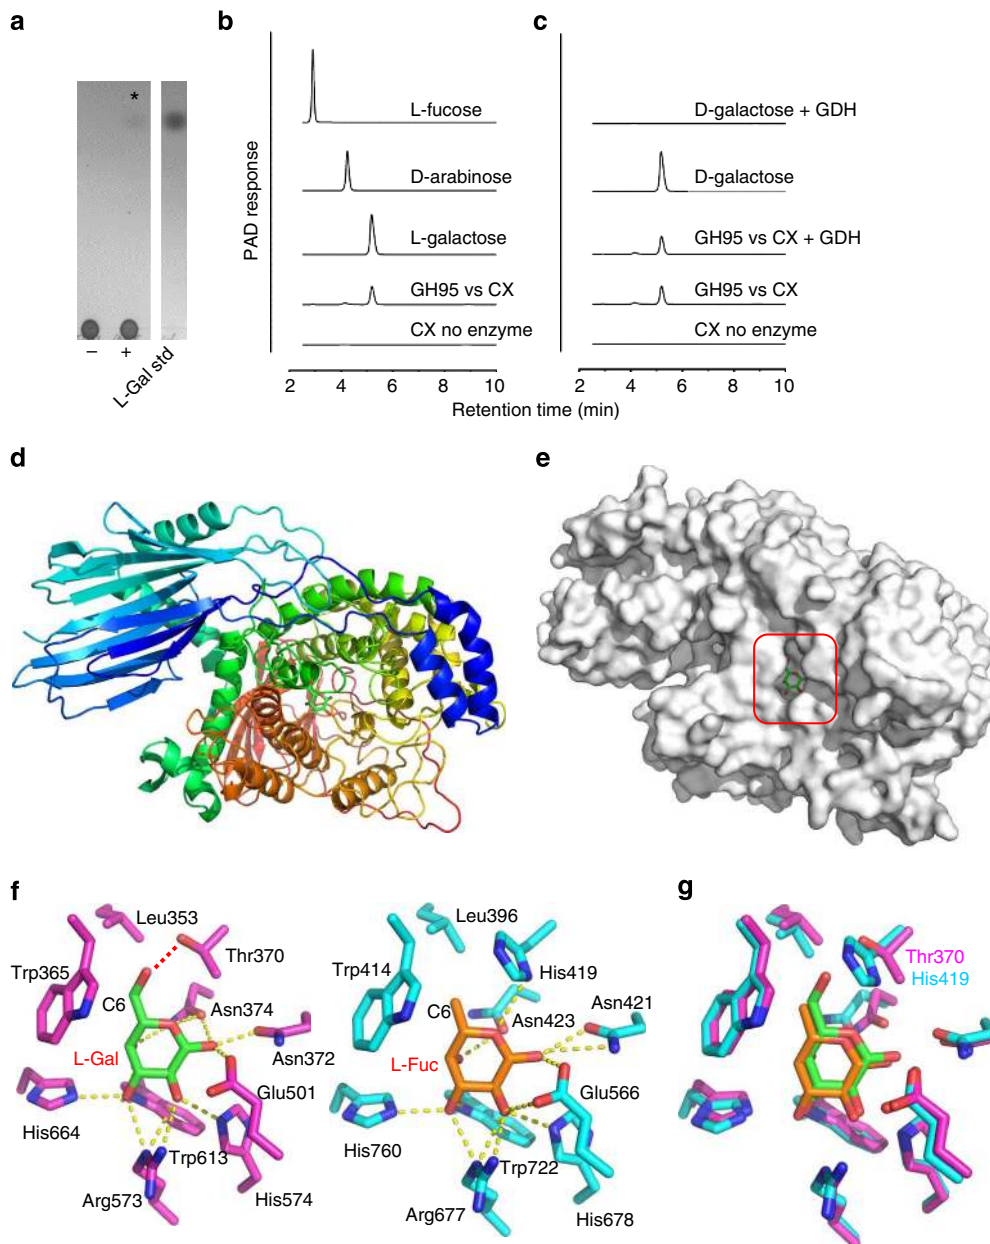 a
*
−
+
L-Gal std
b
PAD response
L-fucose
D-arabinose
L-galactose
GH95 vs CX
CX no enzyme
2
4
6
8
10
c
D-galactose + GDH
D-galactose
GH95 vs CX + GDH
GH95 vs CX
CX no enzyme
2
4
6
8
10
Retention time (min)
d
e
f
Leu353
Thr370
Trp365
C6
Asn374
L-Gal
Asn372
Glu501
His664
Trp613
Arg573
His574
Leu396
Trp414
His419
C6
Asn421
Asn423
L-Fuc
Glu566
His760
Trp722
Arg677
His678
g
Thr370
His419